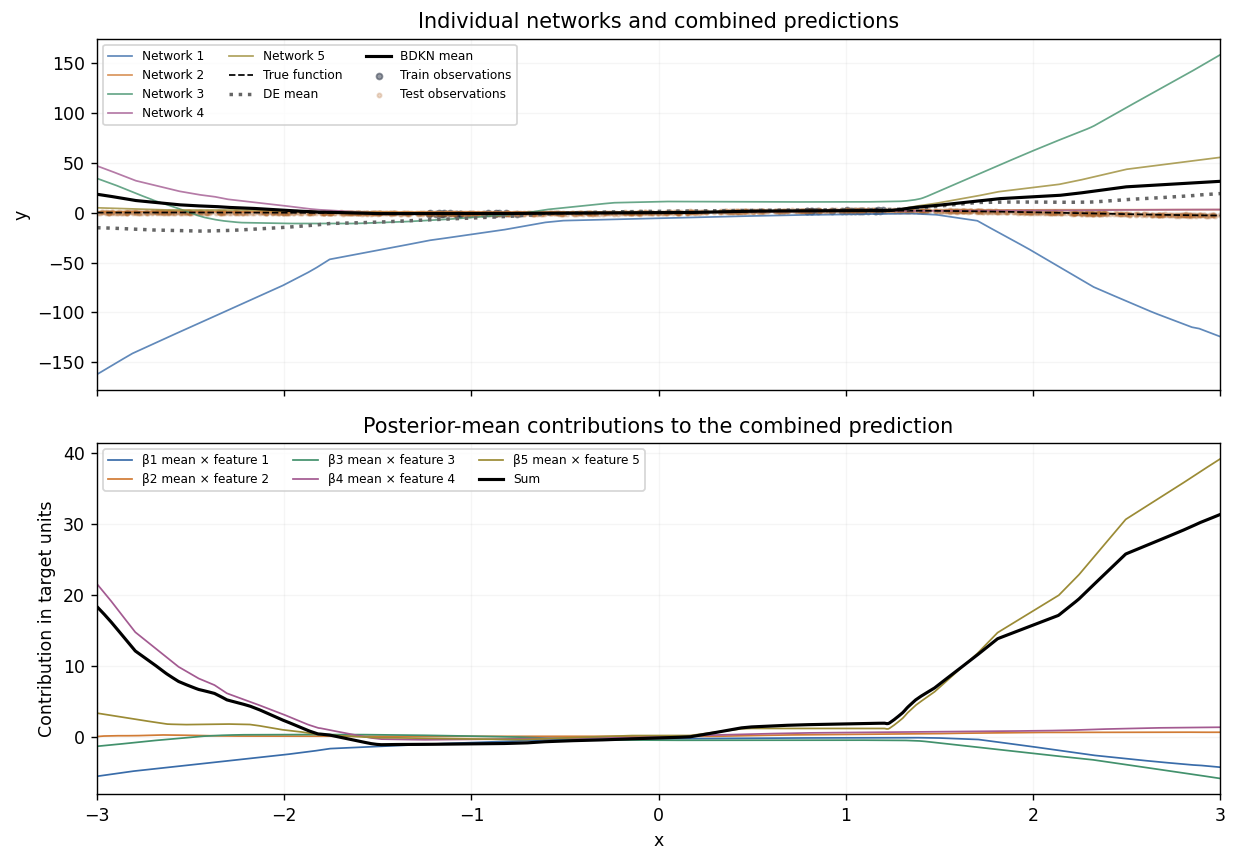 Individual networks and combined predictions
Network 1
Network 2
Network 3
Network 4
Network 5
True function
DE mean
BDKN mean
Train observations
Test observations
150
100
50
0
−50
−100
−150
y
Posterior-mean contributions to the combined prediction
β1 mean × feature 1
β2 mean × feature 2
β3 mean × feature 3
β4 mean × feature 4
β5 mean × feature 5
Sum
40
30
20
10
0
Contribution in target units
−3
−2
−1
0
1
2
3
x